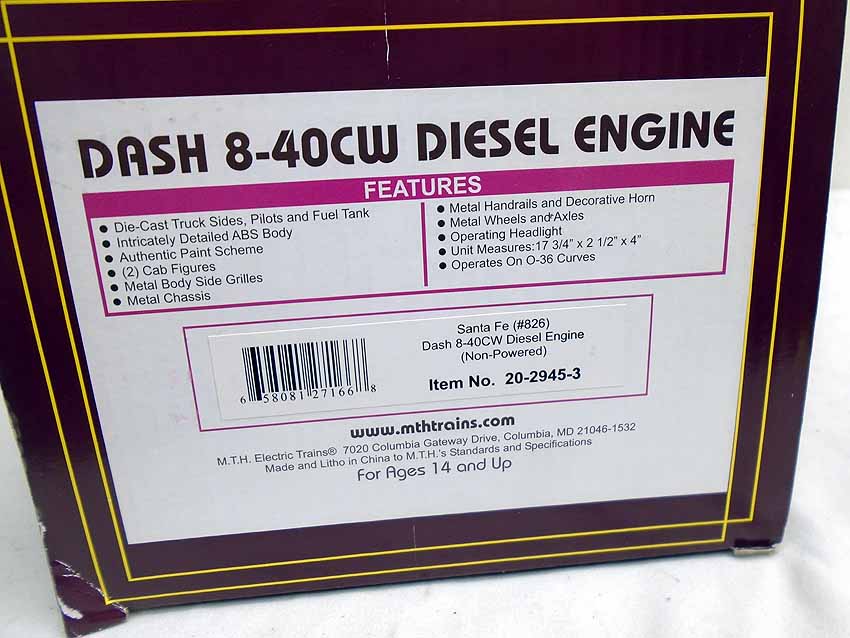 DASH 8-40CW DIESEL ENGINE
FEATURES
● Die-Cast Truck Sides, Pilots and Fuel Tank
● Intricately Detailed ABS Body
● Authentic Paint Scheme
● (2) Cab Figures
● Metal Body Side Grilles
● Metal Chassis
● Metal Handrails and Decorative Horn
● Metal Wheels and Axles
● Operating Headlight
● Unit Measures:17 3/4" x 2 1/2" x 4"
● Operates On O-36 Curves
Santa Fe (#826)
Dash 8-40CW Diesel Engine
(Non-Powered)
Item No. 20-2945-3
6 58081 27166 8
www.mthtrains.com
M.T.H. Electric Trains® 7020 Columbia Gateway Drive, Columbia, MD 21046-1532
Made and Litho in China to M.T.H.'s Standards and Specifications
For Ages 14 and Up